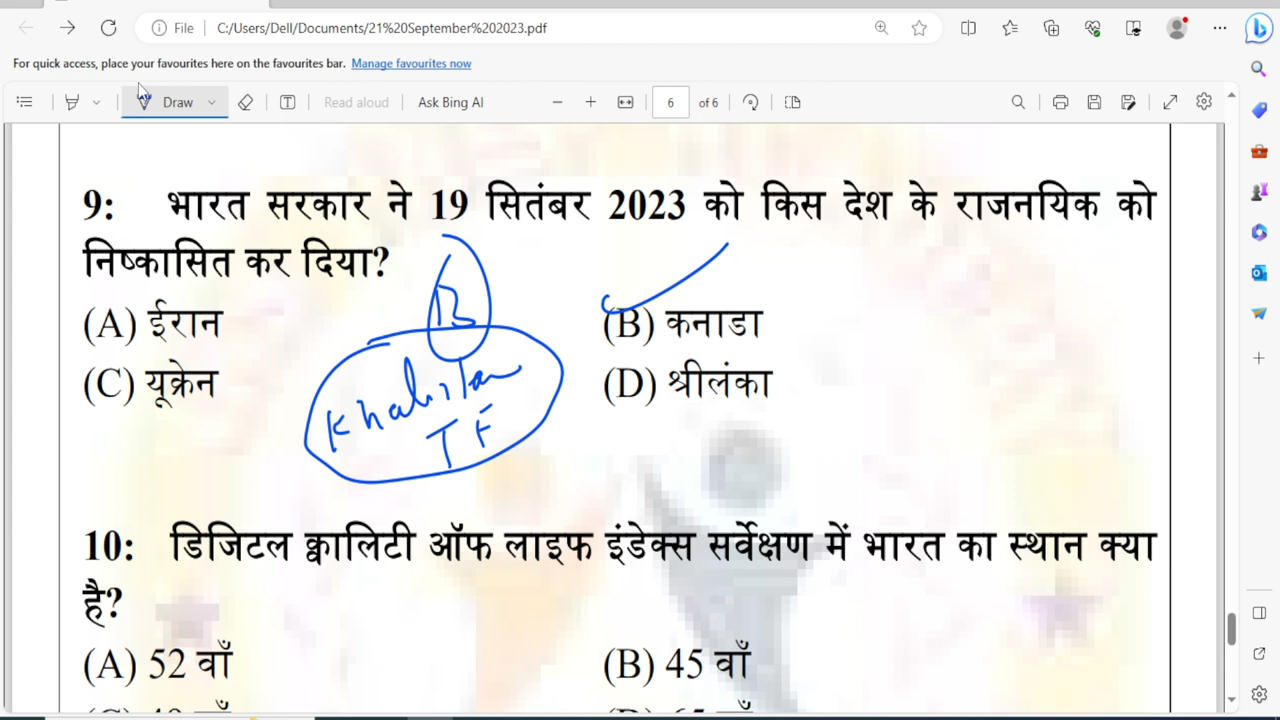 File C:/Users/Dell/Documents/21%20September%202023.pdf
For quick access, place your favourites here on the favourites bar. Manage favourites now
Draw Read aloud Ask Bing AI 6 of 6
9: भारत सरकार ने 19 सितंबर 2023 को किस देश के राजनयिक को
निष्कासित कर दिया?
(A) ईरान (B) कनाडा
B
(C) यूक्रेन (D) श्रीलंका
TF
10: डिजिटल क्वालिटी ऑफ लाइफ इंडेक्स सर्वेक्षण में भारत का स्थान क्या
है?
(A) 52 वाँ (B) 45 वाँ